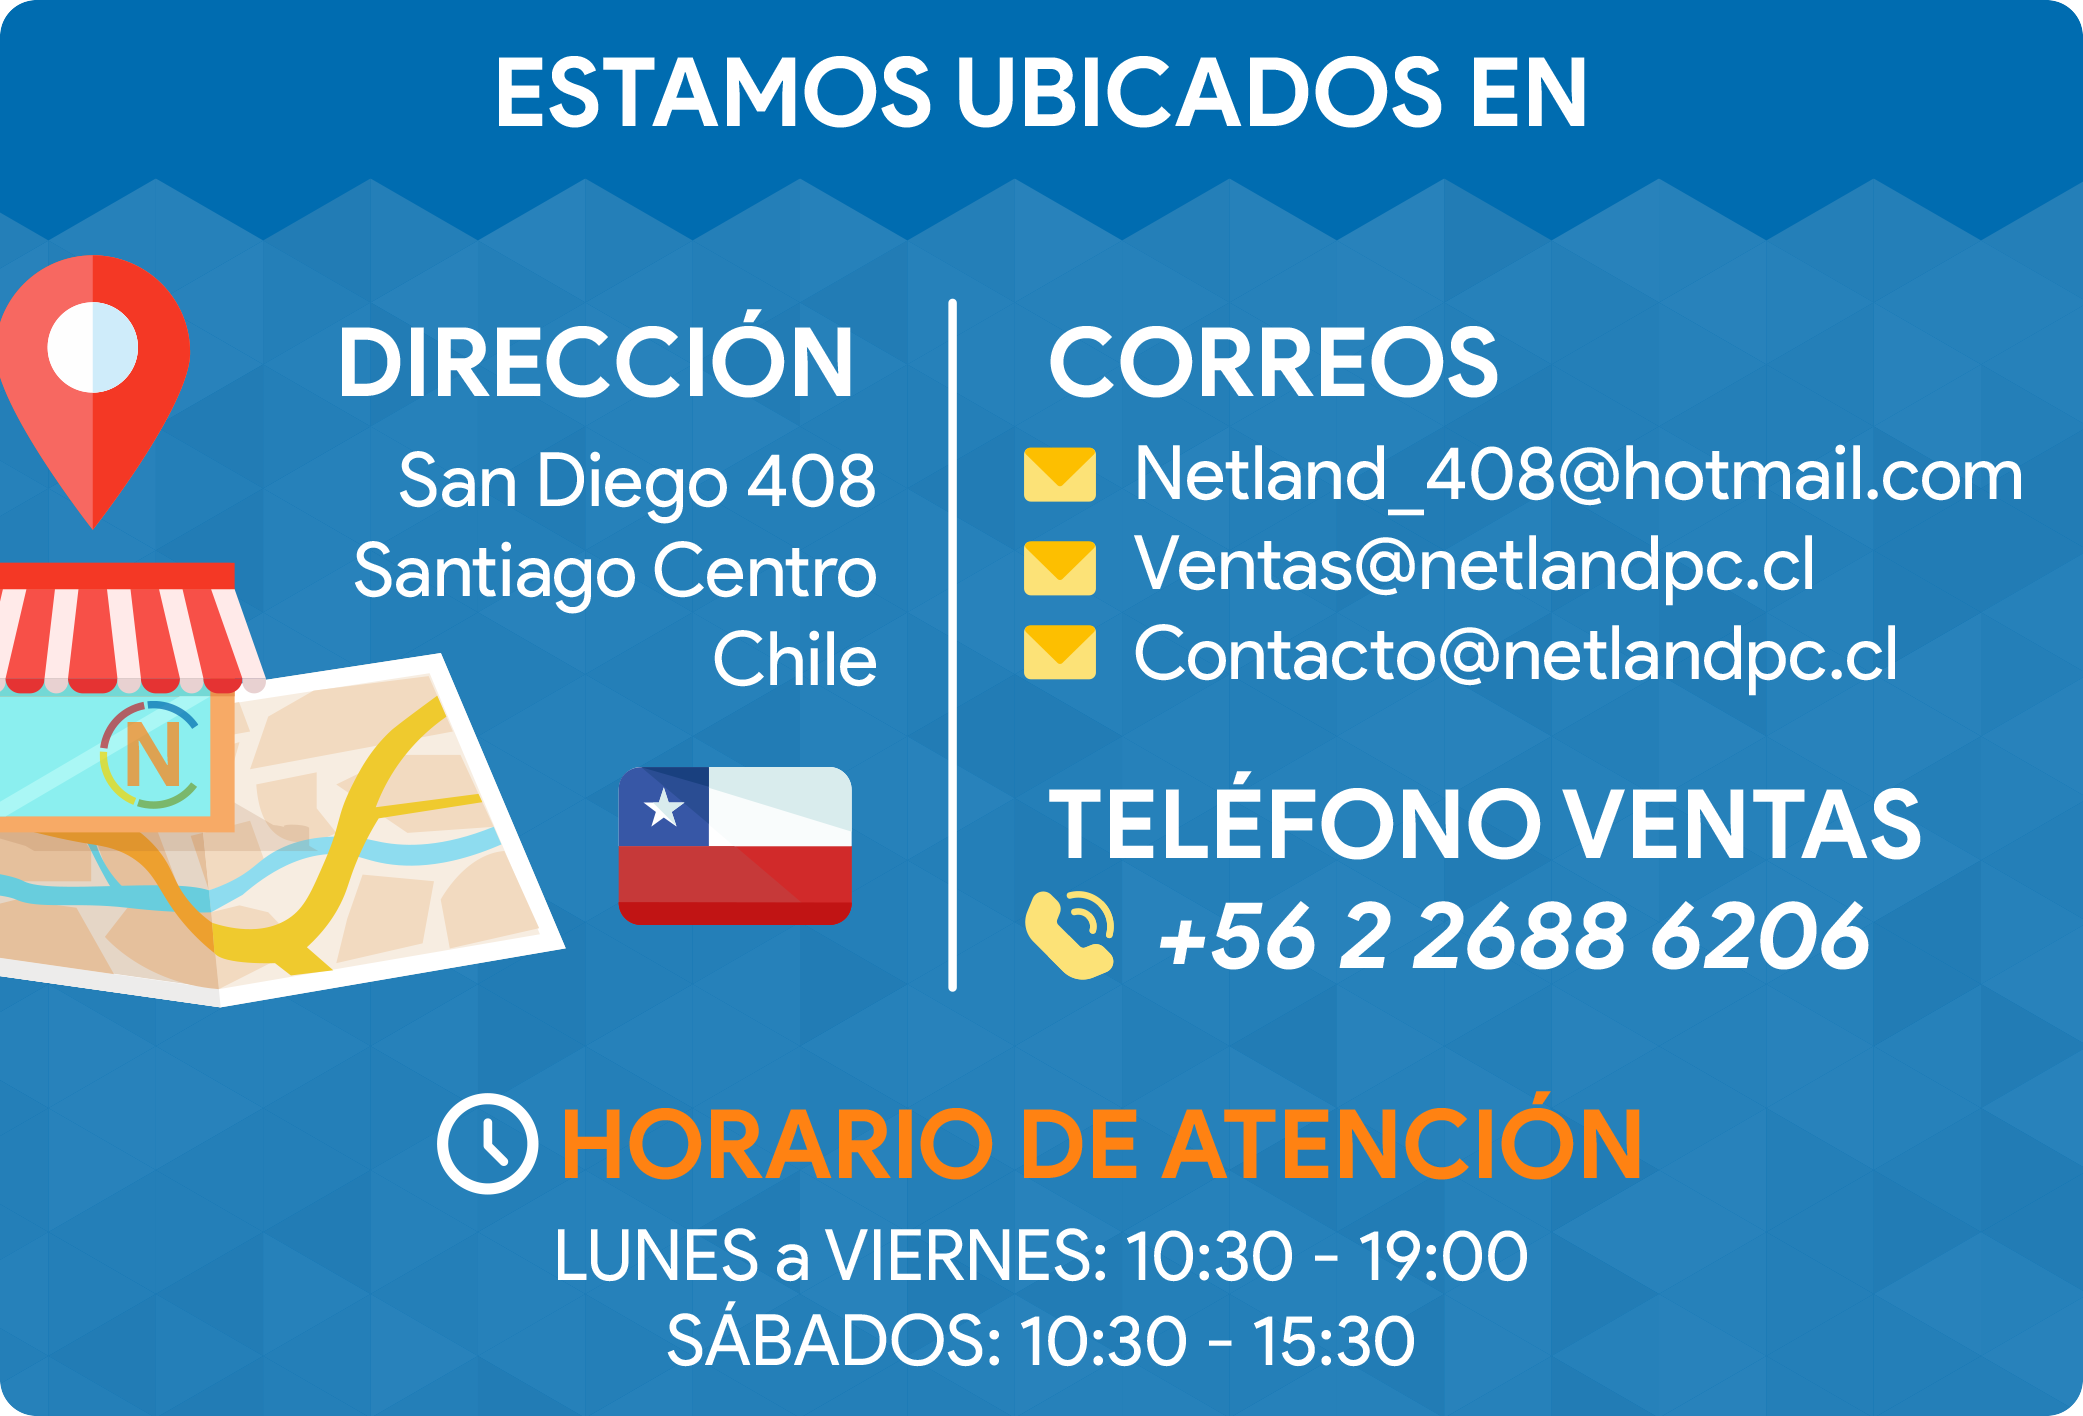 ESTAMOS UBICADOS EN
DIRECCIÓN
San Diego 408
Santiago Centro
Chile
N
CORREOS
Netland_408@hotmail.com
Ventas@netlandpc.cl
Contacto@netlandpc.cl
TELÉFONO VENTAS
+56 2 2688 6206
HORARIO DE ATENCIÓN
LUNES a VIERNES: 10:30 - 19:00
SÁBADOS: 10:30 - 15:30